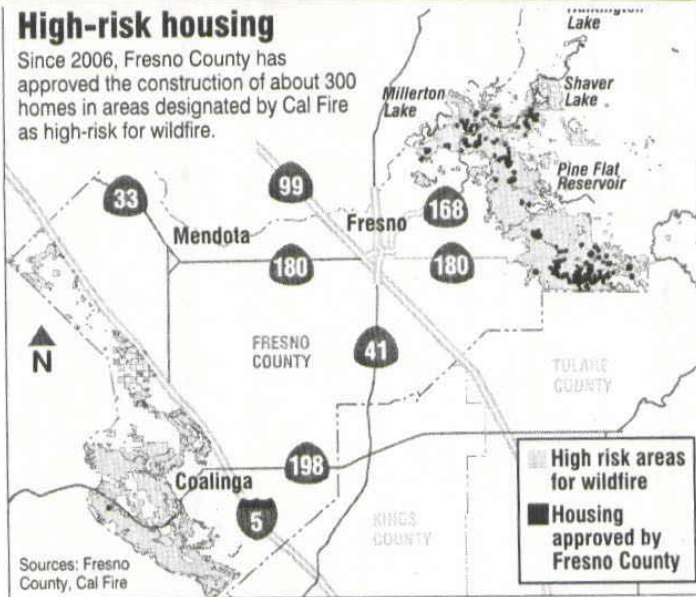 High-risk housing
Since 2006, Fresno County has
approved the construction of about 300
homes in areas designated by Cal Fire
as high-risk for wildfire.
Lake
Millerton
Lake
Shaver
Lake
Pine Flat
Reservoir
33
99
168
Mendota
Fresno
180
180
N
FRESNO
COUNTY
41
TULARE
COUNTY
198
Coalinga
5
KINGS
COUNTY
High risk areas
for wildfire
Housing
approved by
Fresno County
Sources: Fresno
County, Cal Fire